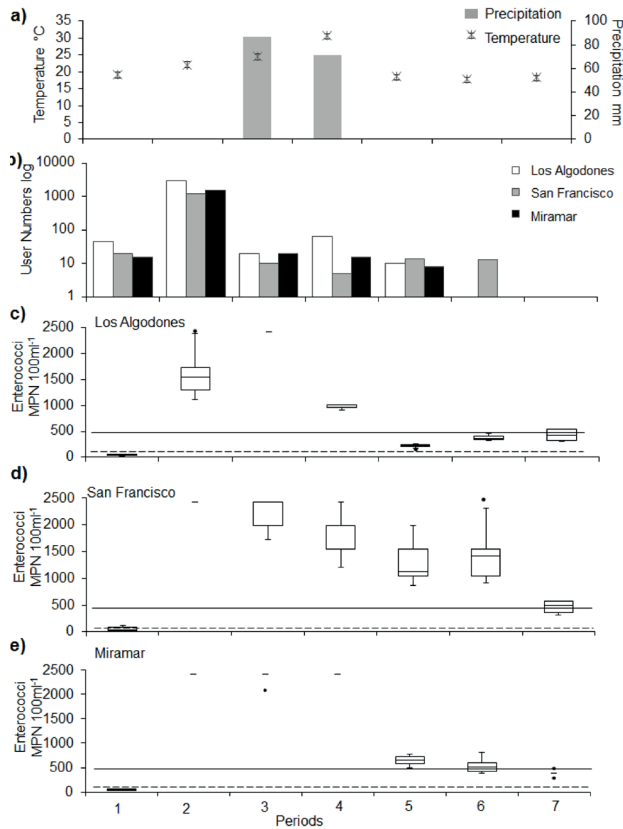 a)
Precipitation
Temperature
Temperature °C
35
30
25
20
15
10
5
0
100
80
60
40
20
0
Precipitation mm
b)
User Numbers log
10000
1000
100
10
1
Los Algodones
San Francisco
Miramar
c)
Los Algodones
Enterococci
MPN 100ml-1
2500
2000
1500
1000
500
0
d)
San Francisco
Enterococci
MPN 100ml-1
2500
2000
1500
1000
500
0
e)
Miramar
Enterococci
MPN 100ml-1
2500
2000
1500
1000
500
0
1 2 3 4 5 6 7
Periods